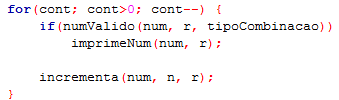 for(cont; cont>0; cont--) {
if(numValido(num, r, tipoCombinacao))
imprimeNum(num, r);
incrementa(num, n, r);
}